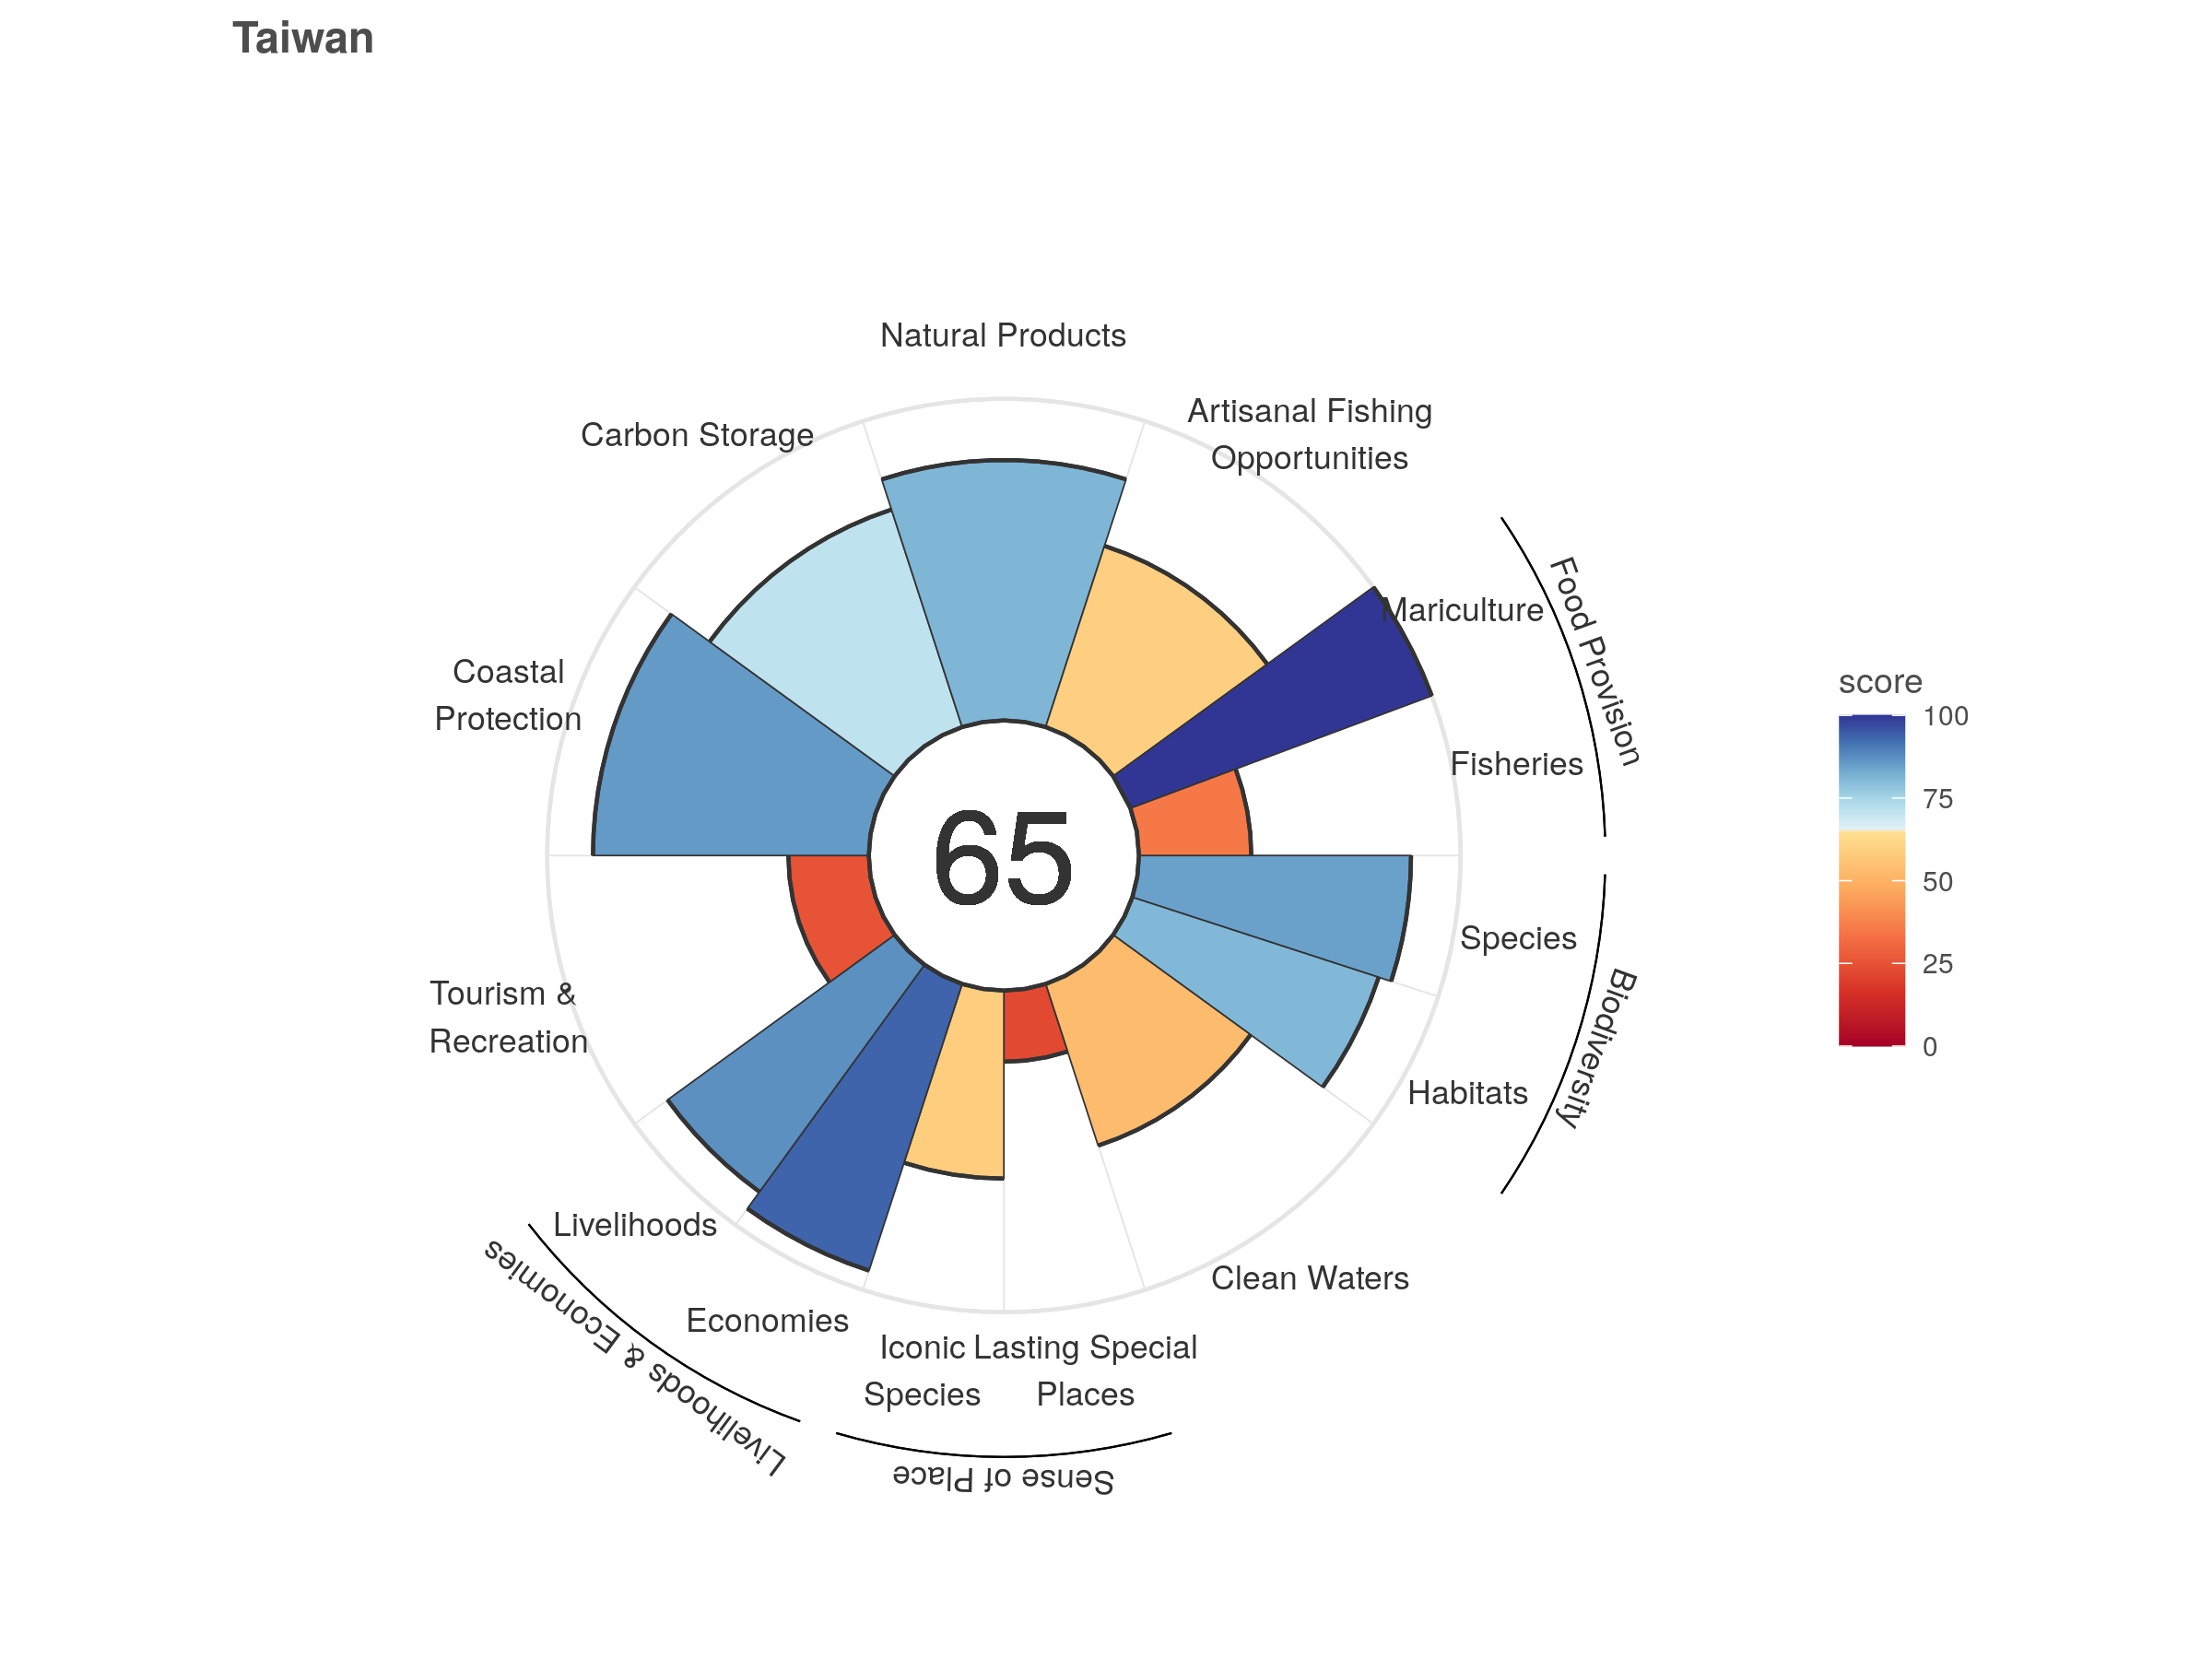 Taiwan
Natural Products
Artisanal Fishing
Opportunities
Carbon Storage
Mariculture
Food Provision
Coastal
Protection
Fisheries
65
score
100
75
50
25
0
Species
Biodiversity
Tourism &
Recreation
Habitats
Livelihoods
Livelihoods & Economies
Economies
Clean Waters
Iconic
Species
Lasting Special
Places
Sense of Place